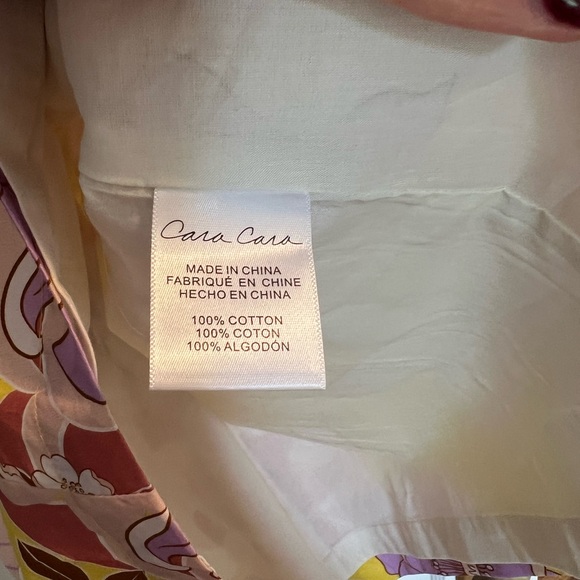 Cara Cara
MADE IN CHINA
FABRIQUÉ EN CHINE
HECHO EN CHINA
100% COTTON
100% COTON
100% ALGODÓN